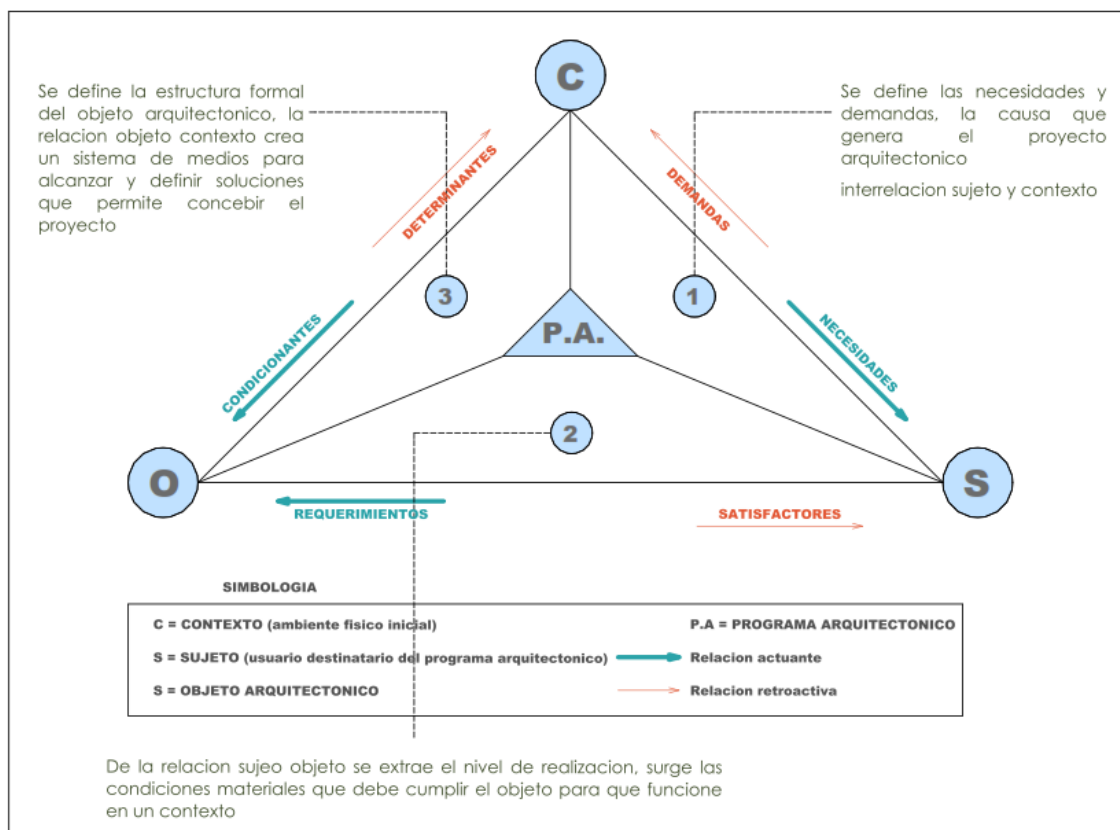 C
Se define la estructura formal
del objeto arquitectonico, la
relacion objeto contexto crea
un sistema de medios para
alcanzar y definir soluciones
que permite concebir el
proyecto
Se define las necesidades y
demandas, la causa que
genera el proyecto
arquitectonico
interrelacion sujeto y contexto
DETERMINANTES
DEMANDAS
3
1
P.A.
CONDICIONANTES
NECESIDADES
2
O
S
REQUERIMIENTOS
SATISFACTORES
SIMBOLOGIA
C = CONTEXTO (ambiente fisico inicial)
P.A = PROGRAMA ARQUITECTONICO
S = SUJETO (usuario destinatario del programa arquitectonico)
Relacion actuante
S = OBJETO ARQUITECTONICO
Relacion retroactiva
De la relacion sujeo objeto se extrae el nivel de realizacion, surge las
condiciones materiales que debe cumplir el objeto para que funcione
en un contexto